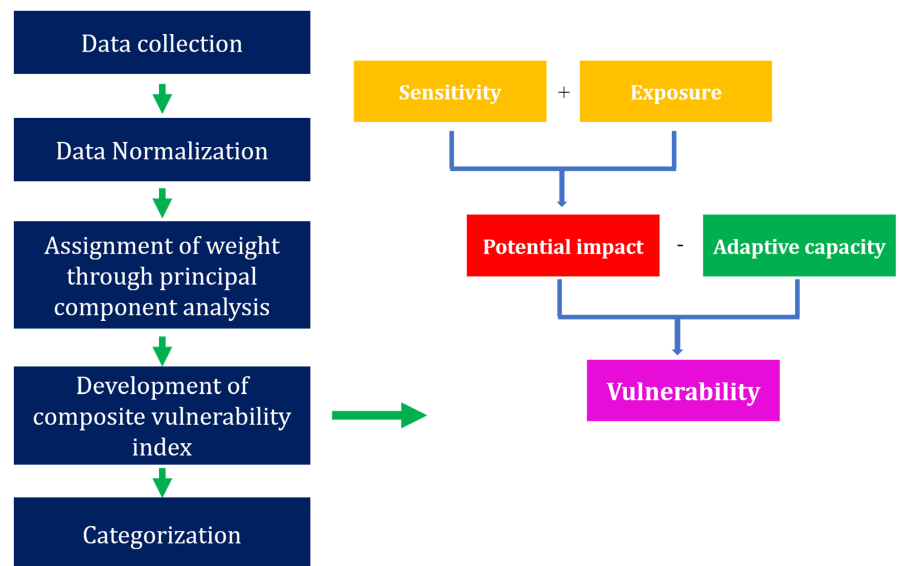 Data collection
Data Normalization
Assignment of weight
through principal
component analysis
Development of
composite vulnerability
index
Categorization
Sensitivity + Exposure
Potential impact - Adaptive capacity
Vulnerability